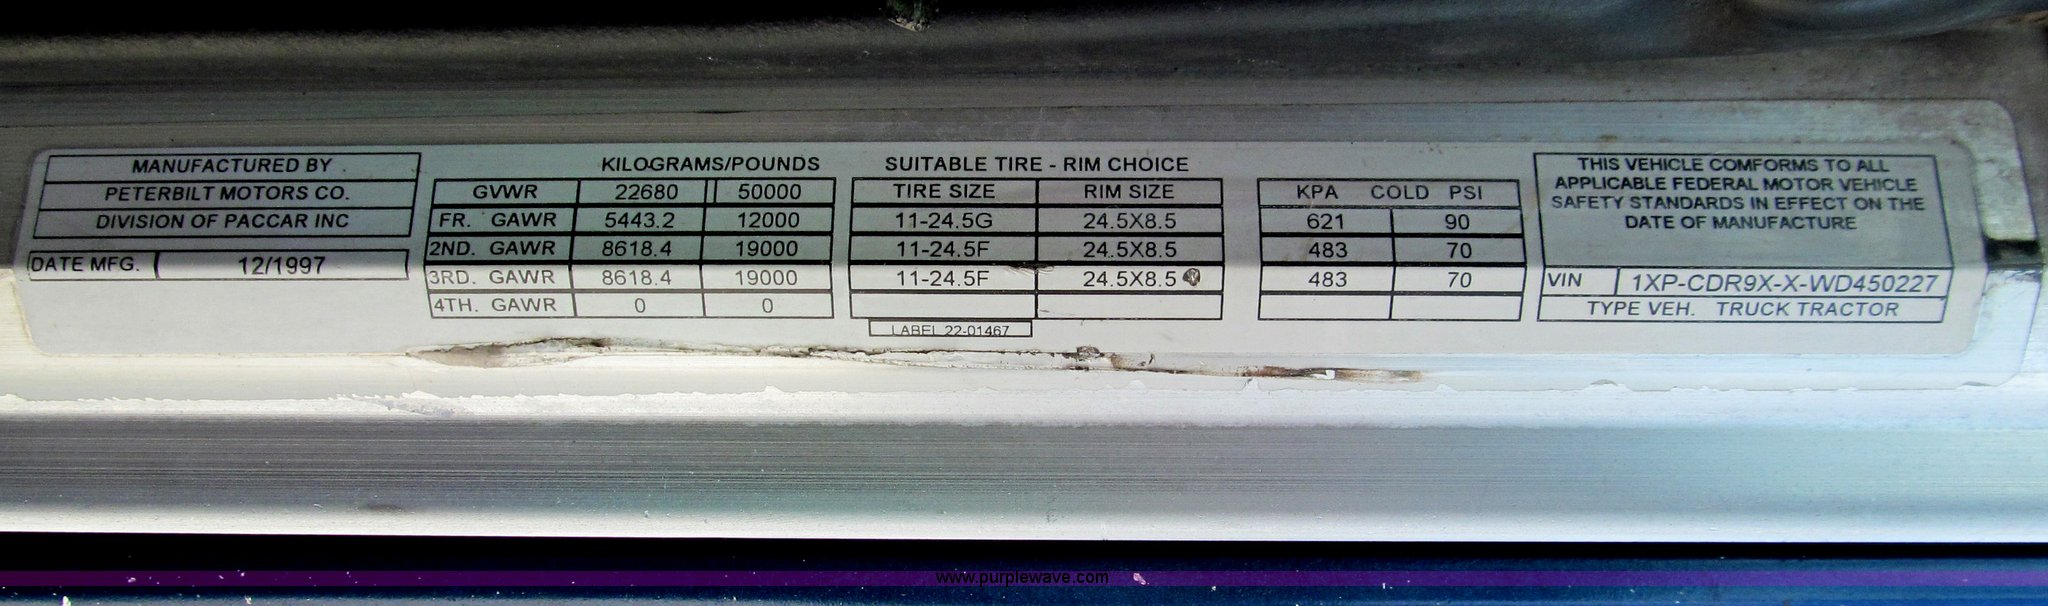 MANUFACTURED BY
PETERBILT MOTORS CO.
DIVISION OF PACCAR INC
DATE MFG. 12/1997
KILOGRAMS/POUNDS
GVWR 22680 50000
FR. GAWR 5443.2 12000
2ND. GAWR 8618.4 19000
3RD. GAWR 8618.4 19000
4TH. GAWR 0 0
SUITABLE TIRE - RIM CHOICE
TIRE SIZE RIM SIZE
11-24.5G 24.5X8.5
11-24.5F 24.5X8.5
11-24.5F 24.5X8.5
LABEL 22-01467
KPA COLD PSI
621 90
483 70
483 70
THIS VEHICLE COMFORMS TO ALL
APPLICABLE FEDERAL MOTOR VEHICLE
SAFETY STANDARDS IN EFFECT ON THE
DATE OF MANUFACTURE
VIN 1XP-CDR9X-X-WD450227
TYPE VEH. TRUCK TRACTOR
www.purplewave.com